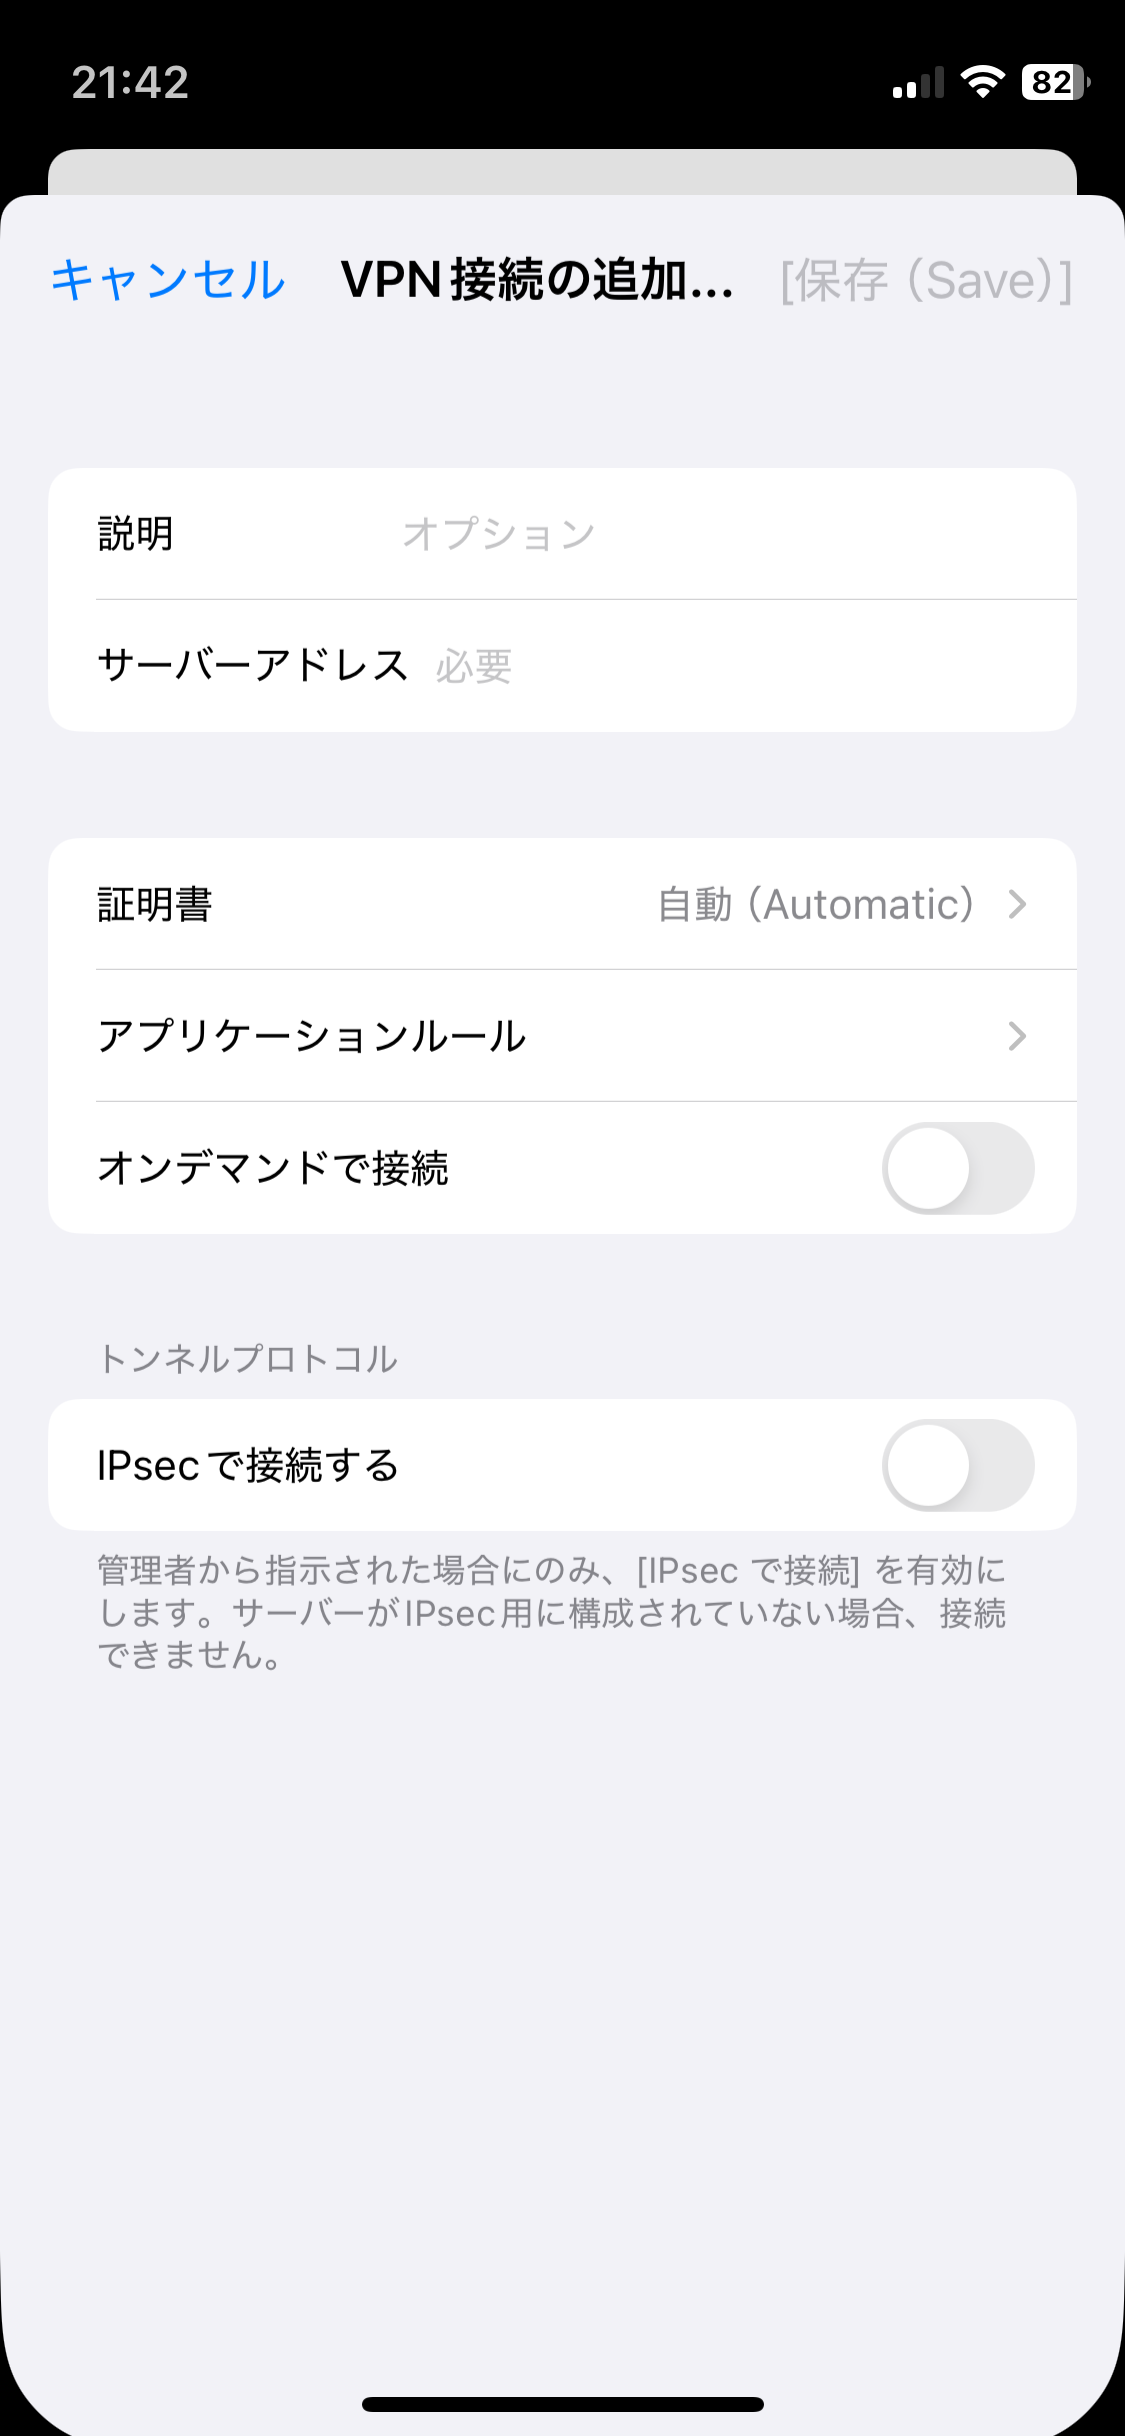 21:42
82
キャンセル
VPN接続の追加...
[保存（Save）]
説明
オプション
サーバーアドレス
必要
証明書
自動（Automatic）
アプリケーションルール
オンデマンドで接続
トンネルプロトコル
IPsecで接続する
管理者から指示された場合にのみ、[IPsec で接続] を有効に
します。サーバーがIPsec用に構成されていない場合、接続
できません。